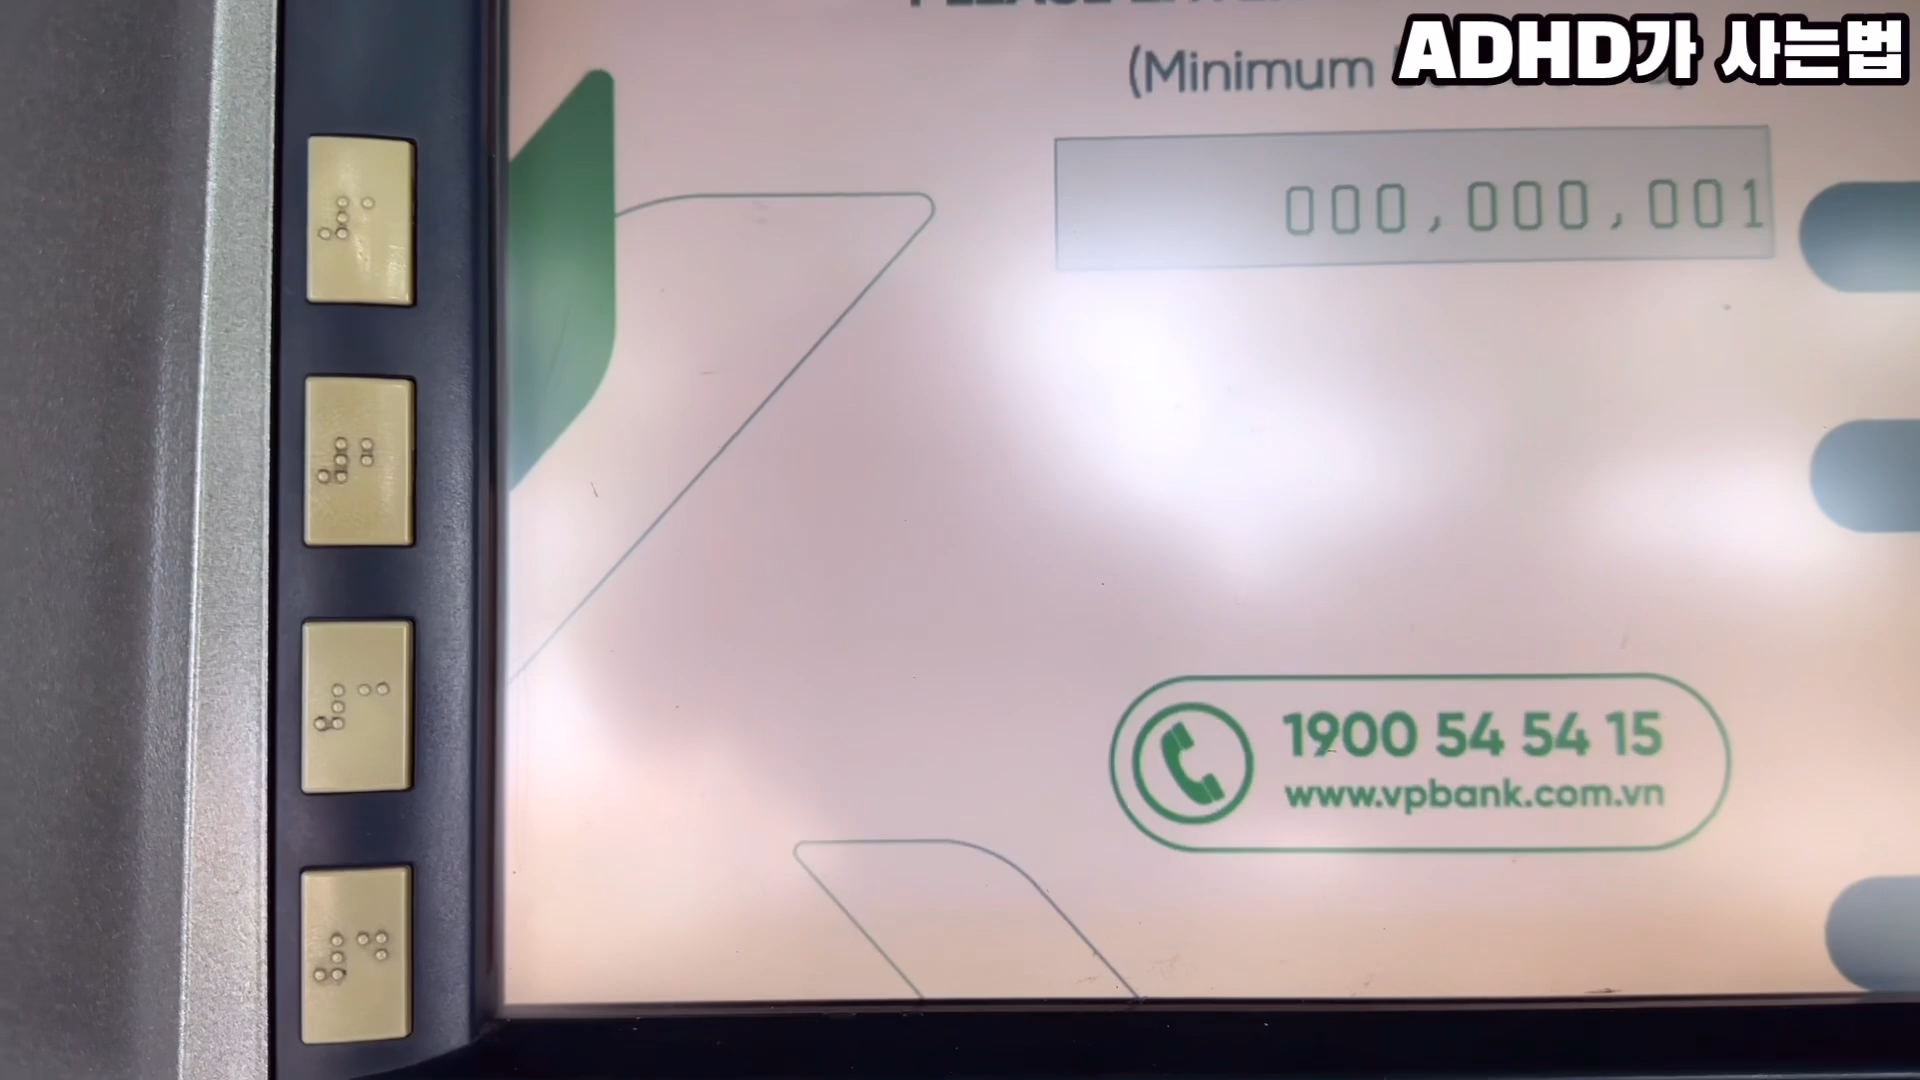 PLEASE
ADHD가 사는법
(Minimum
000,000,001
1900 54 54 15
www.vpbank.com.vn